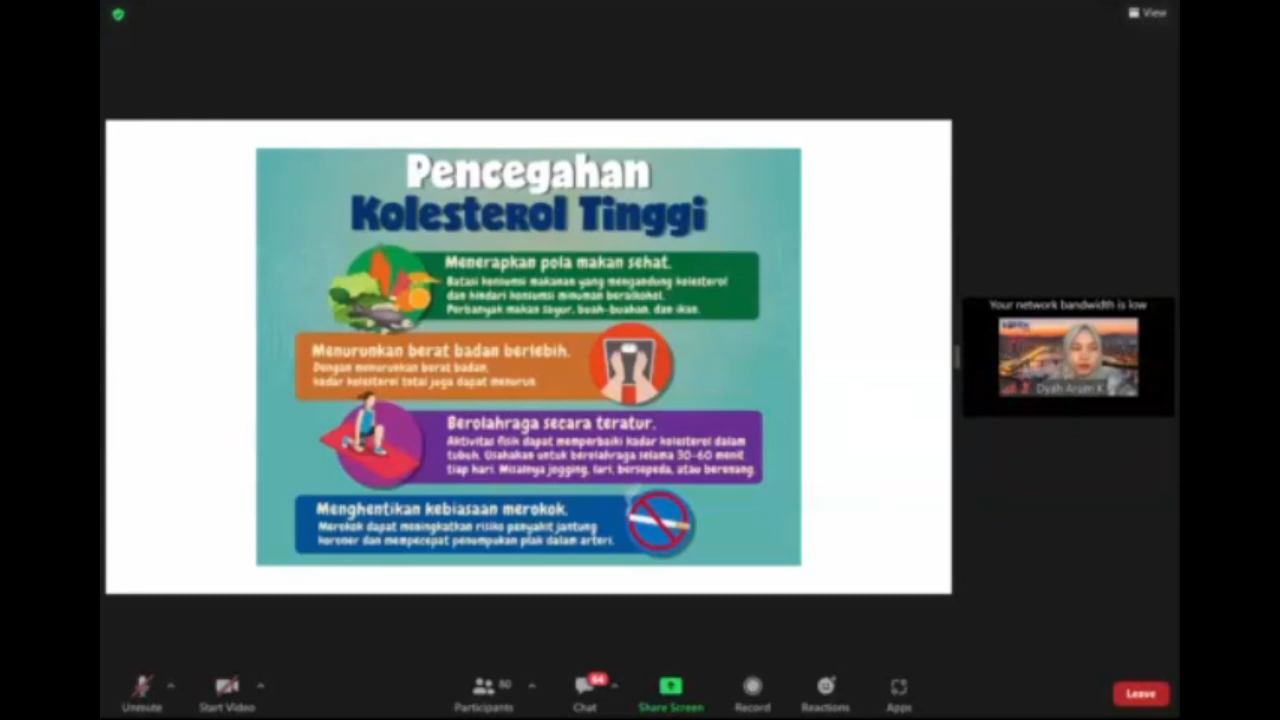 View
Pencegahan
Kolesterol Tinggi
Menerapkan pola makan sehat.
Batasi konsumsi makanan yang mengandung kolesterol
dan hindari konsumsi minuman beralkohol.
Perbanyak makan sayur, buah-buahan, dan ikan.
Menurunkan berat badan berlebih.
Dengan menurunkan berat badan,
kadar kolesterol total juga dapat menurun
Berolahraga secara teratur.
Aktivitas fisik dapat memperbaiki kadar kolesterol dalam
tubuh. Usahakan untuk berolahraga selama 30-60 menit
tiap hari. Misalnya jogging, lari, bersepeda, atau berenang.
Menghentikan kebiasaan merokok.
Merokok dapat meningkatkan risiko penyakit jantung
koroner dan mempecepat penumpukan plak dalam arteri.
Your network bandwidth is low
Dyah Arum K
Unmute
Start Video
80
Participants
64
Chat
Share Screen
Record
Reactions
Apps
Leave